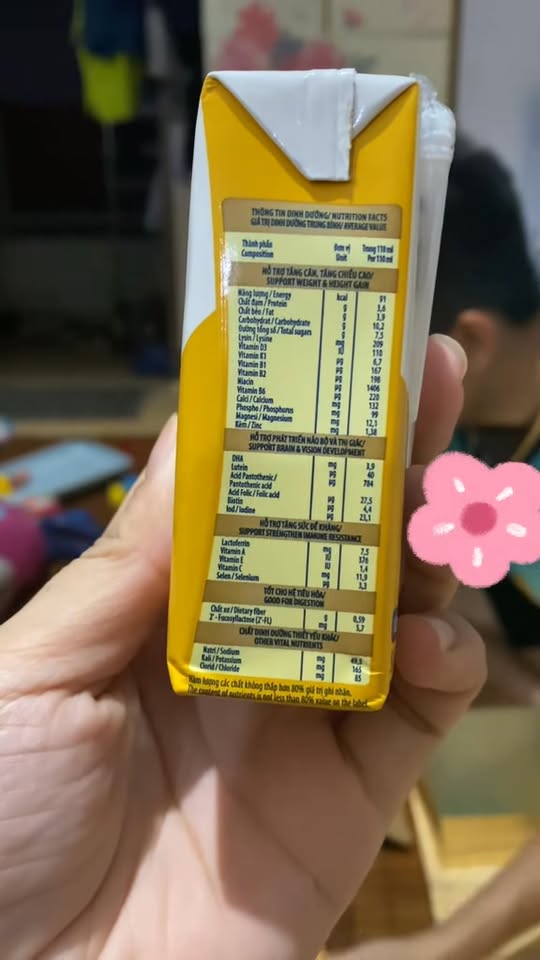 THÔNG TIN DINH DƯỠNG/ NUTRITION FACTS
GIÁ TRỊ DINH DƯỠNG TRUNG BÌNH/ AVERAGE VALUE
Thành phần Đơn vị Trong 110 ml
Composition Unit Per 110 ml
HỖ TRỢ TĂNG CÂN, TĂNG CHIỀU CAO/
SUPPORT WEIGHT & HEIGHT GAIN
Năng lượng / Energy kcal 91
Chất đạm / Protein g 3,6
Chất béo / Fat g 3,9
Carbohydrat / Carbohydrate g 10,2
Đường tổng số / Total sugars g 7,5
Lysin / Lysine mg 209
Vitamin D3 IU 110
Vitamin K1 µg 6,7
Vitamin B1 µg 167
Vitamin B2 µg 198
Niacin µg 1406
Vitamin B6 µg 220
Calci / Calcium mg 132
Phospho / Phosphorus mg 99
Magnesi / Magnesium mg 12,1
Kẽm / Zinc mg 1,38
HỖ TRỢ PHÁT TRIỂN NÃO BỘ VÀ THỊ GIÁC/
SUPPORT BRAIN & VISION DEVELOPMENT
DHA mg 3,9
Lutein µg 40
Acid Pantothenic / µg 784
Pantothenic acid
Acid Folic / Folic acid µg 27,5
Biotin µg 4,4
Iod / Iodine µg 23,1
HỖ TRỢ TĂNG SỨC ĐỀ KHÁNG/
SUPPORT STRENGTHEN IMMUNE RESISTANCE
Lactoferrin mg 7,5
Vitamin A IU
Vitamin E IU 1,4
Vitamin C mg 11,9
Selen / Selenium µg 3,3
TỐT CHO HỆ TIÊU HÓA/
GOOD FOR DIGESTION
Chất xơ / Dietary fiber g 0,59
2' - Fucosyllactose (2'-FL) mg 5,7
CHẤT DINH DƯỠNG THIẾT YẾU KHÁC/
OTHER VITAL NUTRIENTS
Natri / Sodium mg 49,5
Kali / Potassium mg 165
Clorid / Chloride mg 85
Hàm lượng các chất không thấp hơn 80% giá trị ghi nhãn.
The content of nutrients is not less than 80% value on the label.